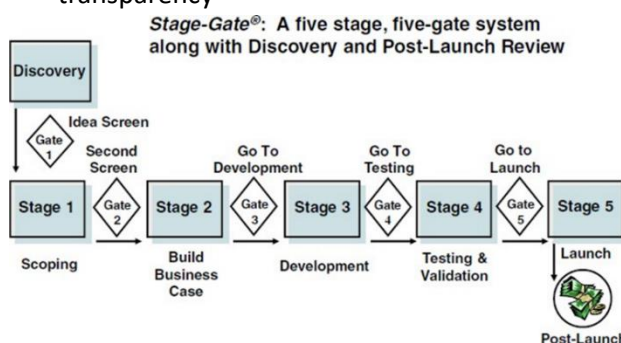 transparency
Stage-Gate®: A five stage, five-gate system
along with Discovery and Post-Launch Review
Discovery
Idea Screen
Gate
1
Second
Screen
Go To
Development
Go To
Testing
Go to
Launch
Stage 1
Gate
2
Stage 2
Gate
3
Stage 3
Gate
4
Stage 4
Gate
5
Stage 5
Scoping
Build
Business
Case
Development
Testing &
Validation
Launch
Post-Launch